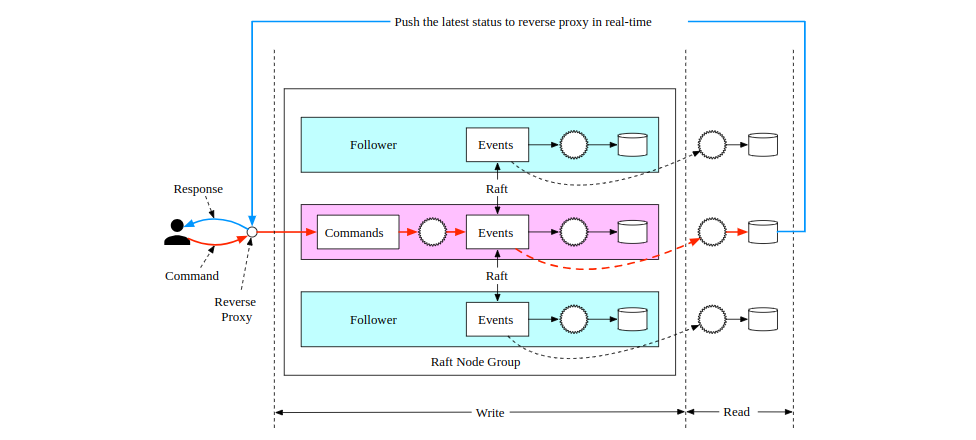 Push the latest status to reverse proxy in real-time
Follower
Events
Response
Raft
Commands
Events
Command
Raft
Reverse
Proxy
Follower
Events
Raft Node Group
Write
Read